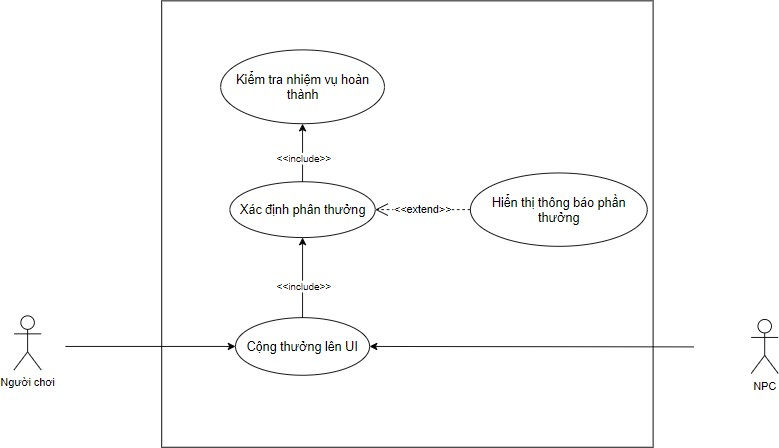 Kiểm tra nhiệm vụ hoàn
thành
<<include>>
Xác định phân thưởng
<<extend>>
Hiển thị thông báo phần
thưởng
<<include>>
Cộng thưởng lên UI
Người chơi
NPC